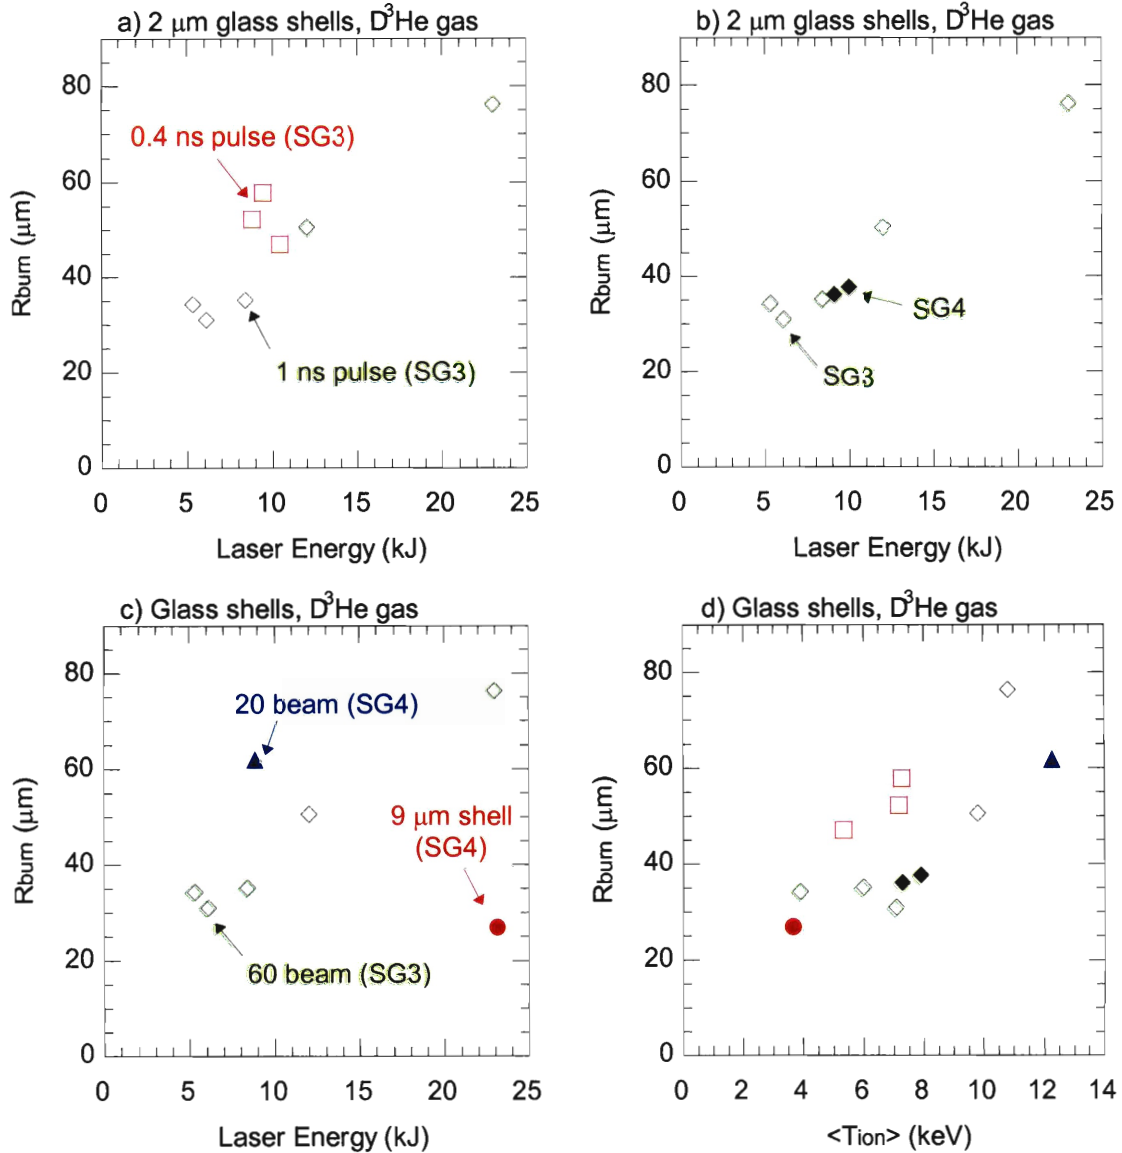 a) 2 μm glass shells, D³He gas
80
60
40
20
0
0 5 10 15 20 25
Rburn (μm)
Laser Energy (kJ)
0.4 ns pulse (SG3)
1 ns pulse (SG3)
b) 2 μm glass shells, D³He gas
80
60
40
20
0
0 5 10 15 20 25
Rburn (μm)
Laser Energy (kJ)
SG4
SG3
c) Glass shells, D³He gas
80
60
40
20
0
0 5 10 15 20 25
Rburn (μm)
Laser Energy (kJ)
20 beam (SG4)
9 μm shell
(SG4)
60 beam (SG3)
d) Glass shells, D³He gas
80
60
40
20
0
0 2 4 6 8 10 12 14
Rburn (μm)
<Tion> (keV)